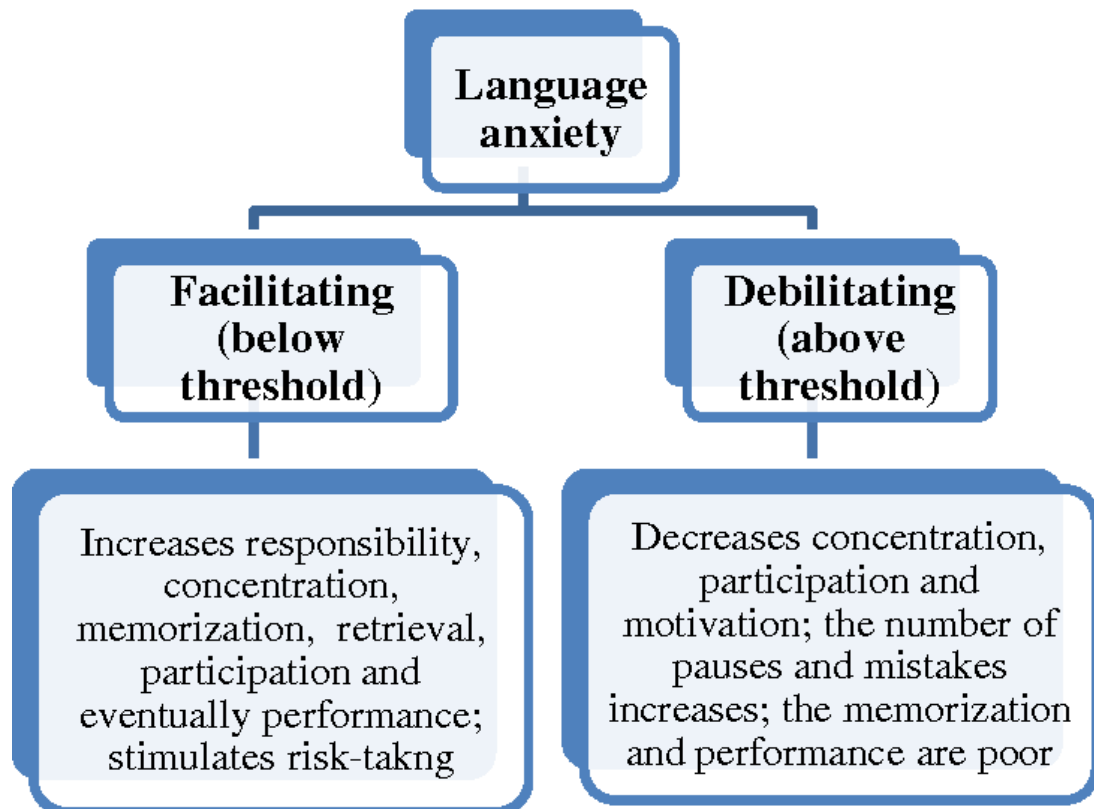 Language
anxiety
Facilitating
(below
threshold)
Debilitating
(above
threshold)
Increases responsibility,
concentration,
memorization, retrieval,
participation and
eventually performance;
stimulates risk-takng
Decreases concentration,
participation and
motivation; the number of
pauses and mistakes
increases; the memorization
and performance are poor